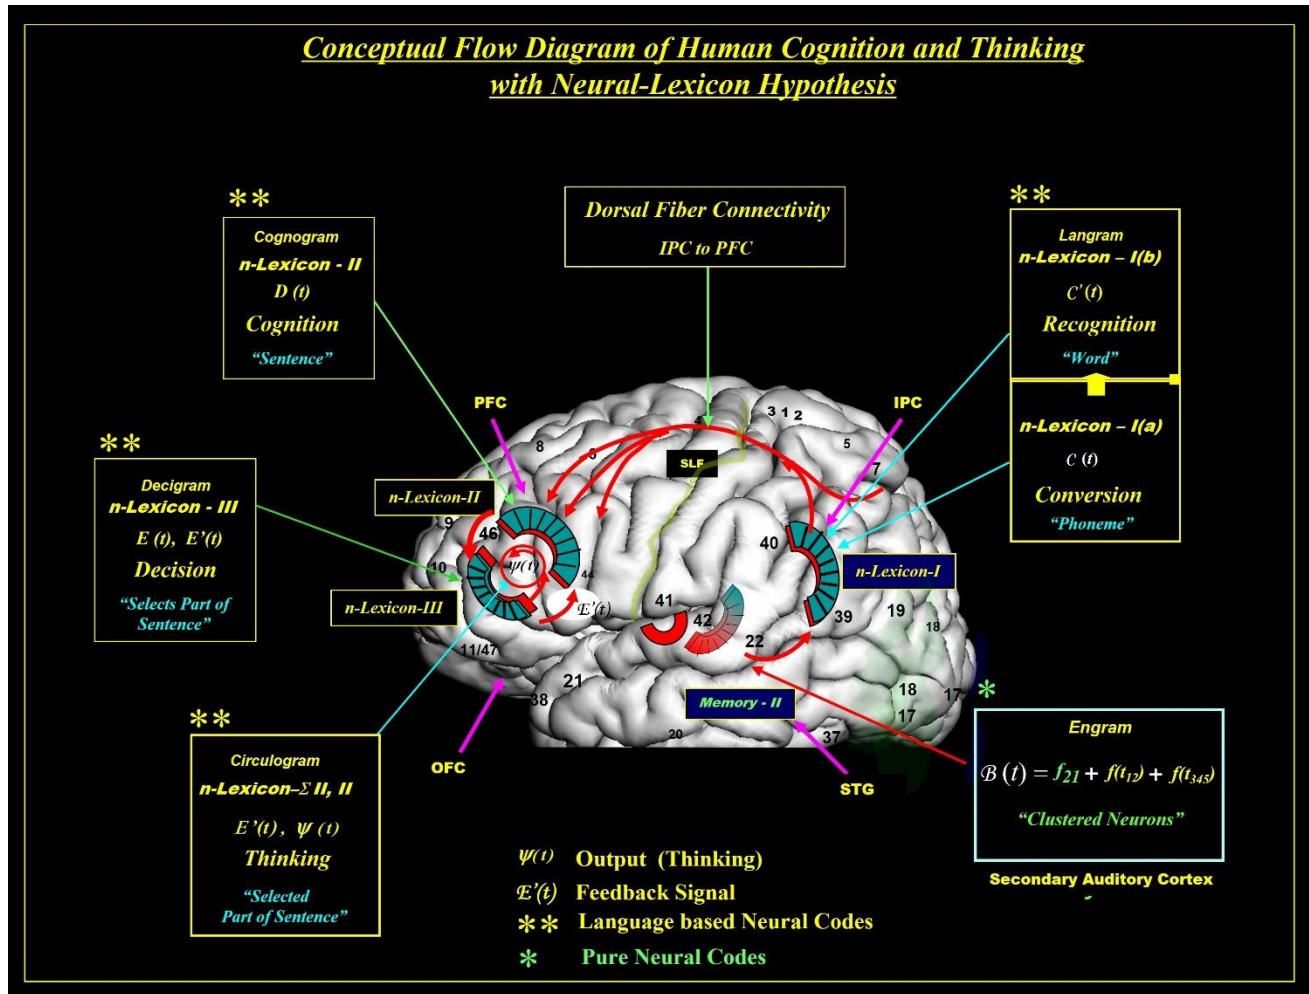 Conceptual Flow Diagram of Human Cognition and Thinking
with Neural-Lexicon Hypothesis
**
Cognogram
n-Lexicon - II
D (t)
Cognition
“Sentence”
Dorsal Fiber Connectivity
IPC to PFC
**
Langram
n-Lexicon – I(b)
C’(t)
Recognition
“Word”
n-Lexicon – I(a)
C (t)
Conversion
“Phoneme”
**
Decigram
n-Lexicon - III
E (t), E’(t)
Decision
“Selects Part of
Sentence”
PFC
IPC
3 1 2
4
5
6
7
8
SLF
n-Lexicon-II
9
46
40
10
Ψ(t)
44
n-Lexicon-I
n-Lexicon-III
E’(t)
41
42
39
19
18
22
11/47
21
38
18
17
17
Memory - II
20
37
OFC
STG
**
Circulogram
n-Lexicon–Σ II, II
E’(t) , Ψ (t)
Thinking
“Selected
Part of Sentence”
*
Engram
B (t) = f21 + f(t12) + f(t345)
“Clustered Neurons”
Secondary Auditory Cortex
Ψ(t) Output (Thinking)
E’(t) Feedback Signal
** Language based Neural Codes
* Pure Neural Codes